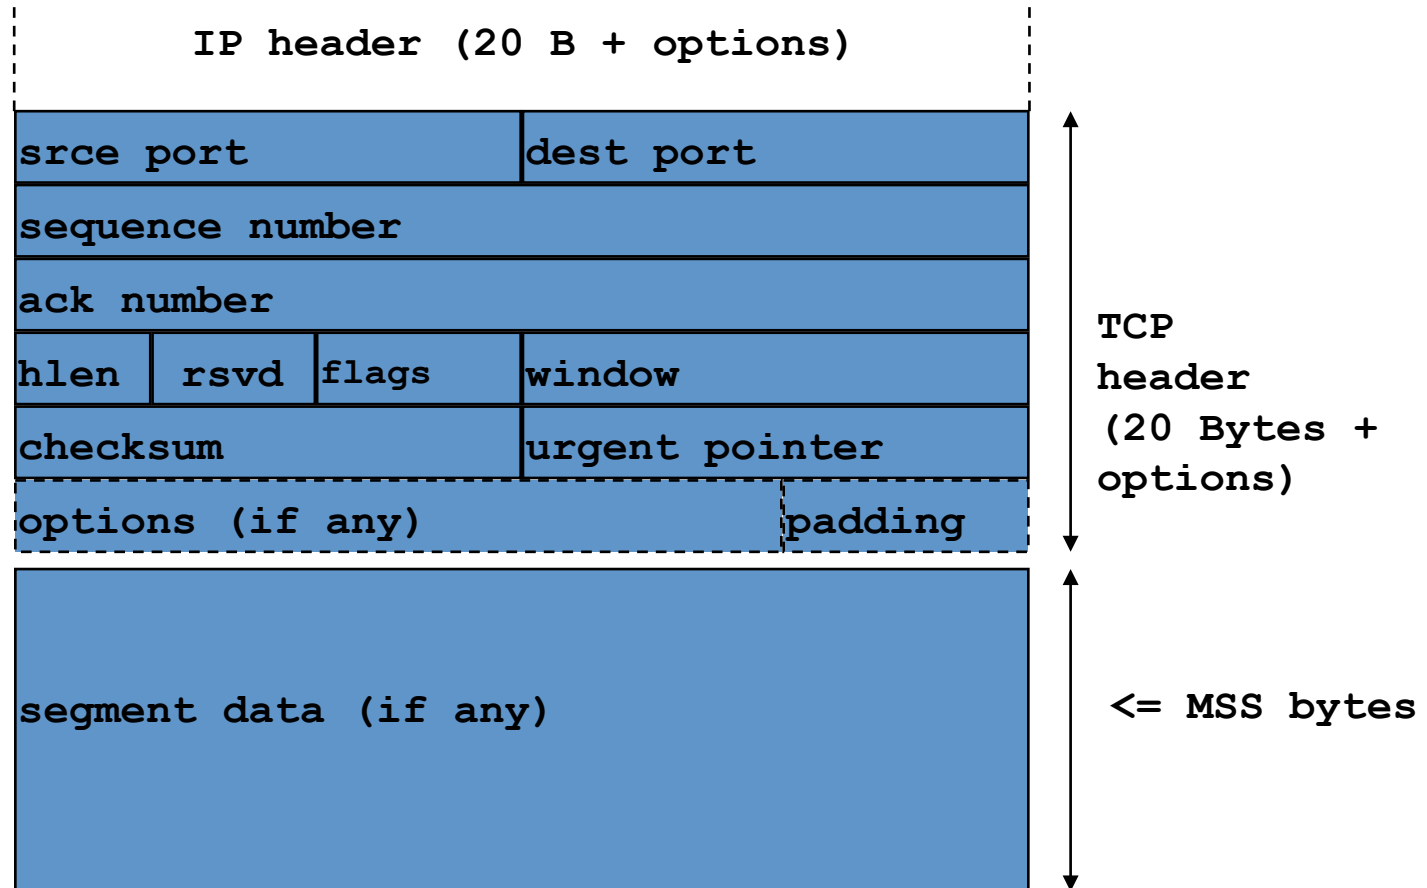 IP header (20 B + options)
srce port
dest port
sequence number
ack number
hlen
rsvd
flags
window
checksum
urgent pointer
options (if any)
padding
TCP
header
(20 Bytes +
options)
segment data (if any)
<= MSS bytes